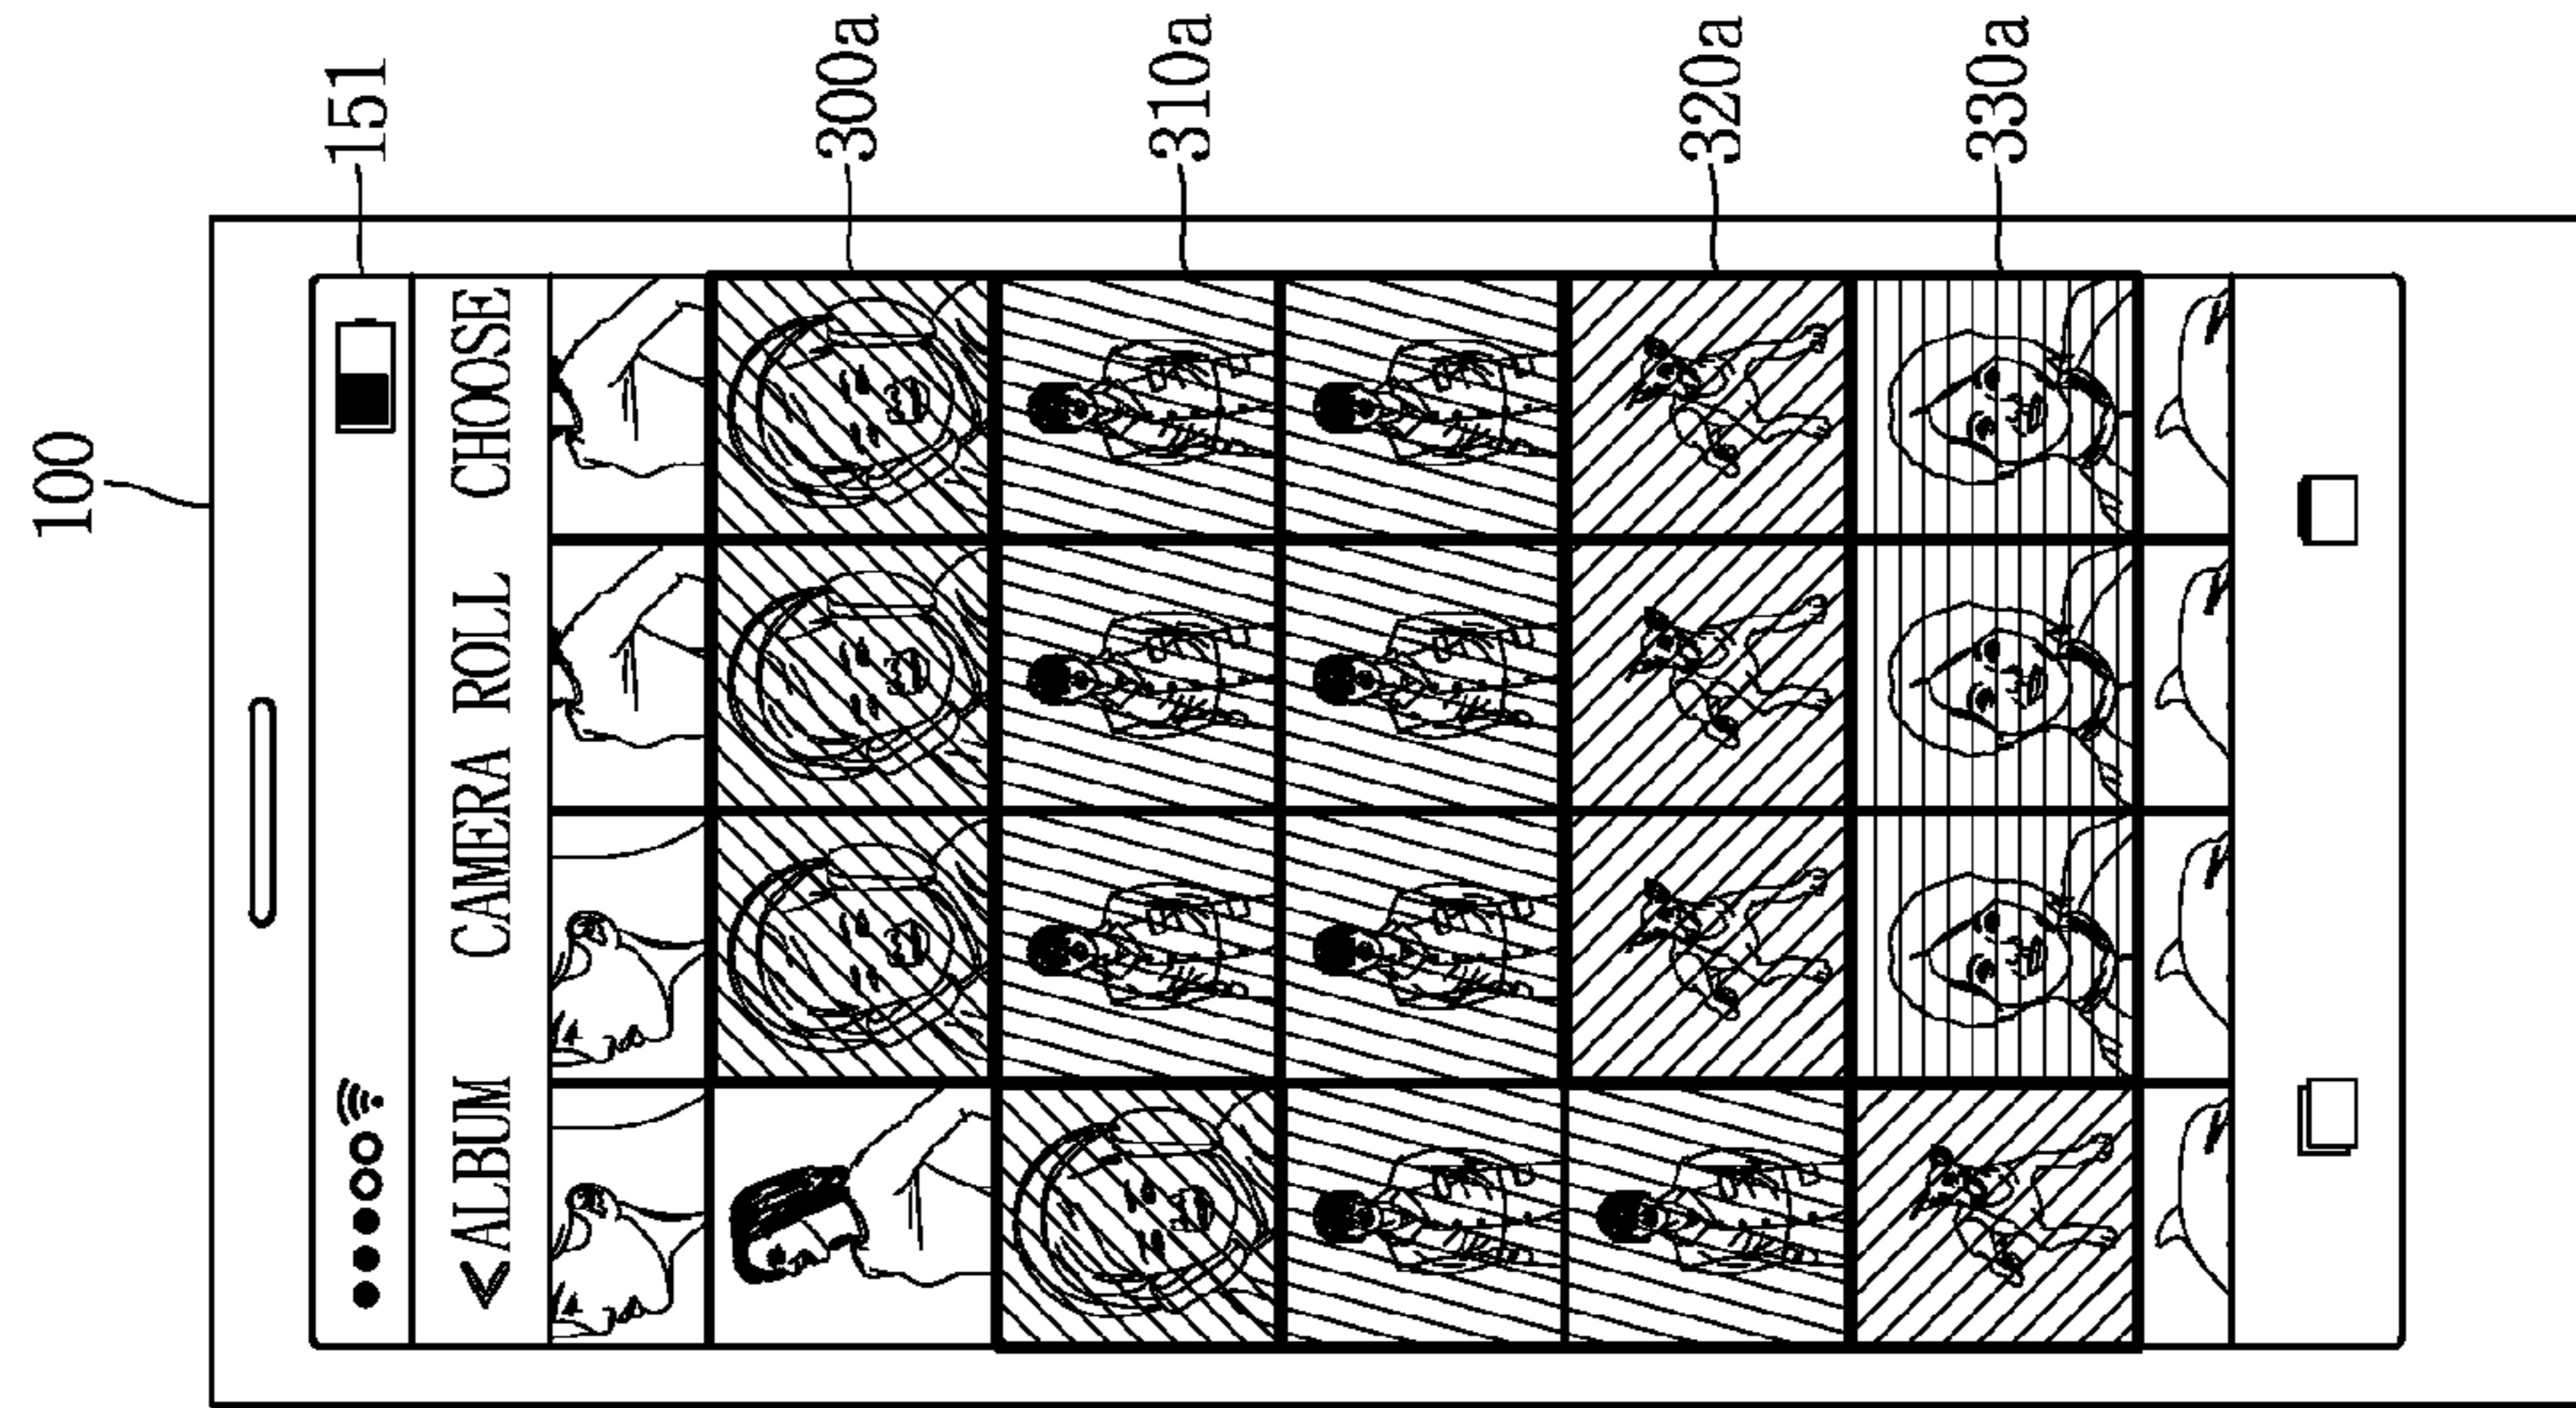 100
151
<ALBUM CAMERA ROLL CHOOSE
300a
310a
320a
330a